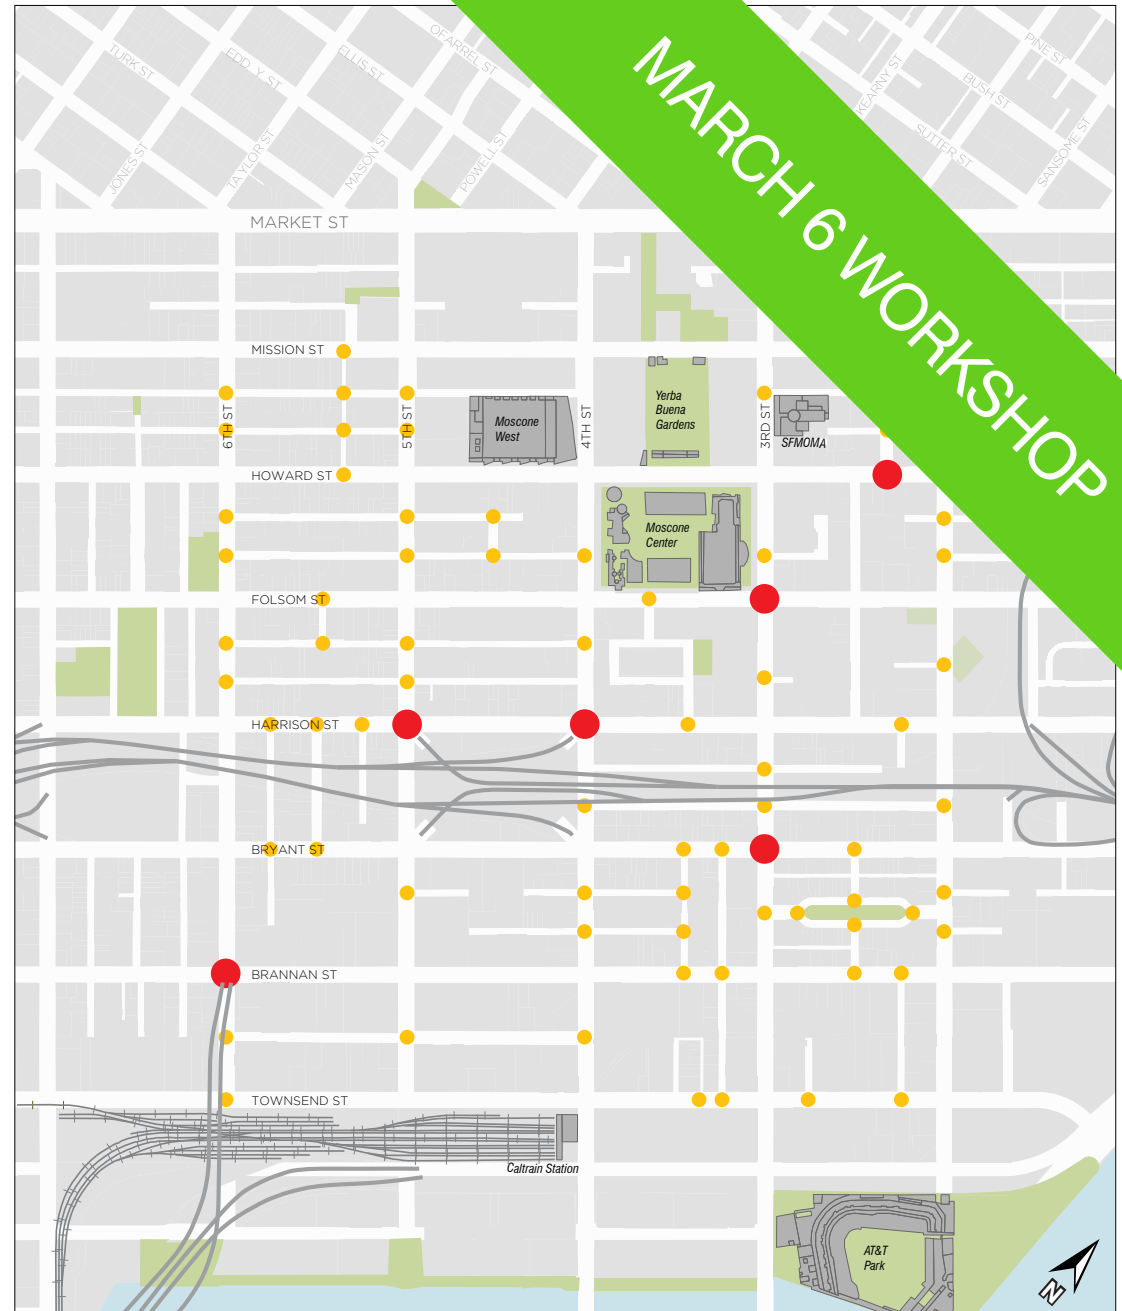 TURK ST
EDD Y ST
ELLIS ST
OFARREL ST
KEARNY ST
PINE ST
BUSH ST
SUTTER ST
SANSOME ST
JONES ST
TAYLOR ST
MASON ST
POWELL ST
MARCH 6 WORKSHOP
MARKET ST
MISSION ST
6TH ST
5TH ST
4TH ST
3RD ST
Moscone
West
Yerba
Buena
Gardens
SFMOMA
HOWARD ST
Moscone
Center
FOLSOM ST
HARRISON ST
BRYANT ST
BRANNAN ST
TOWNSEND ST
Caltrain Station
AT&T
Park
N